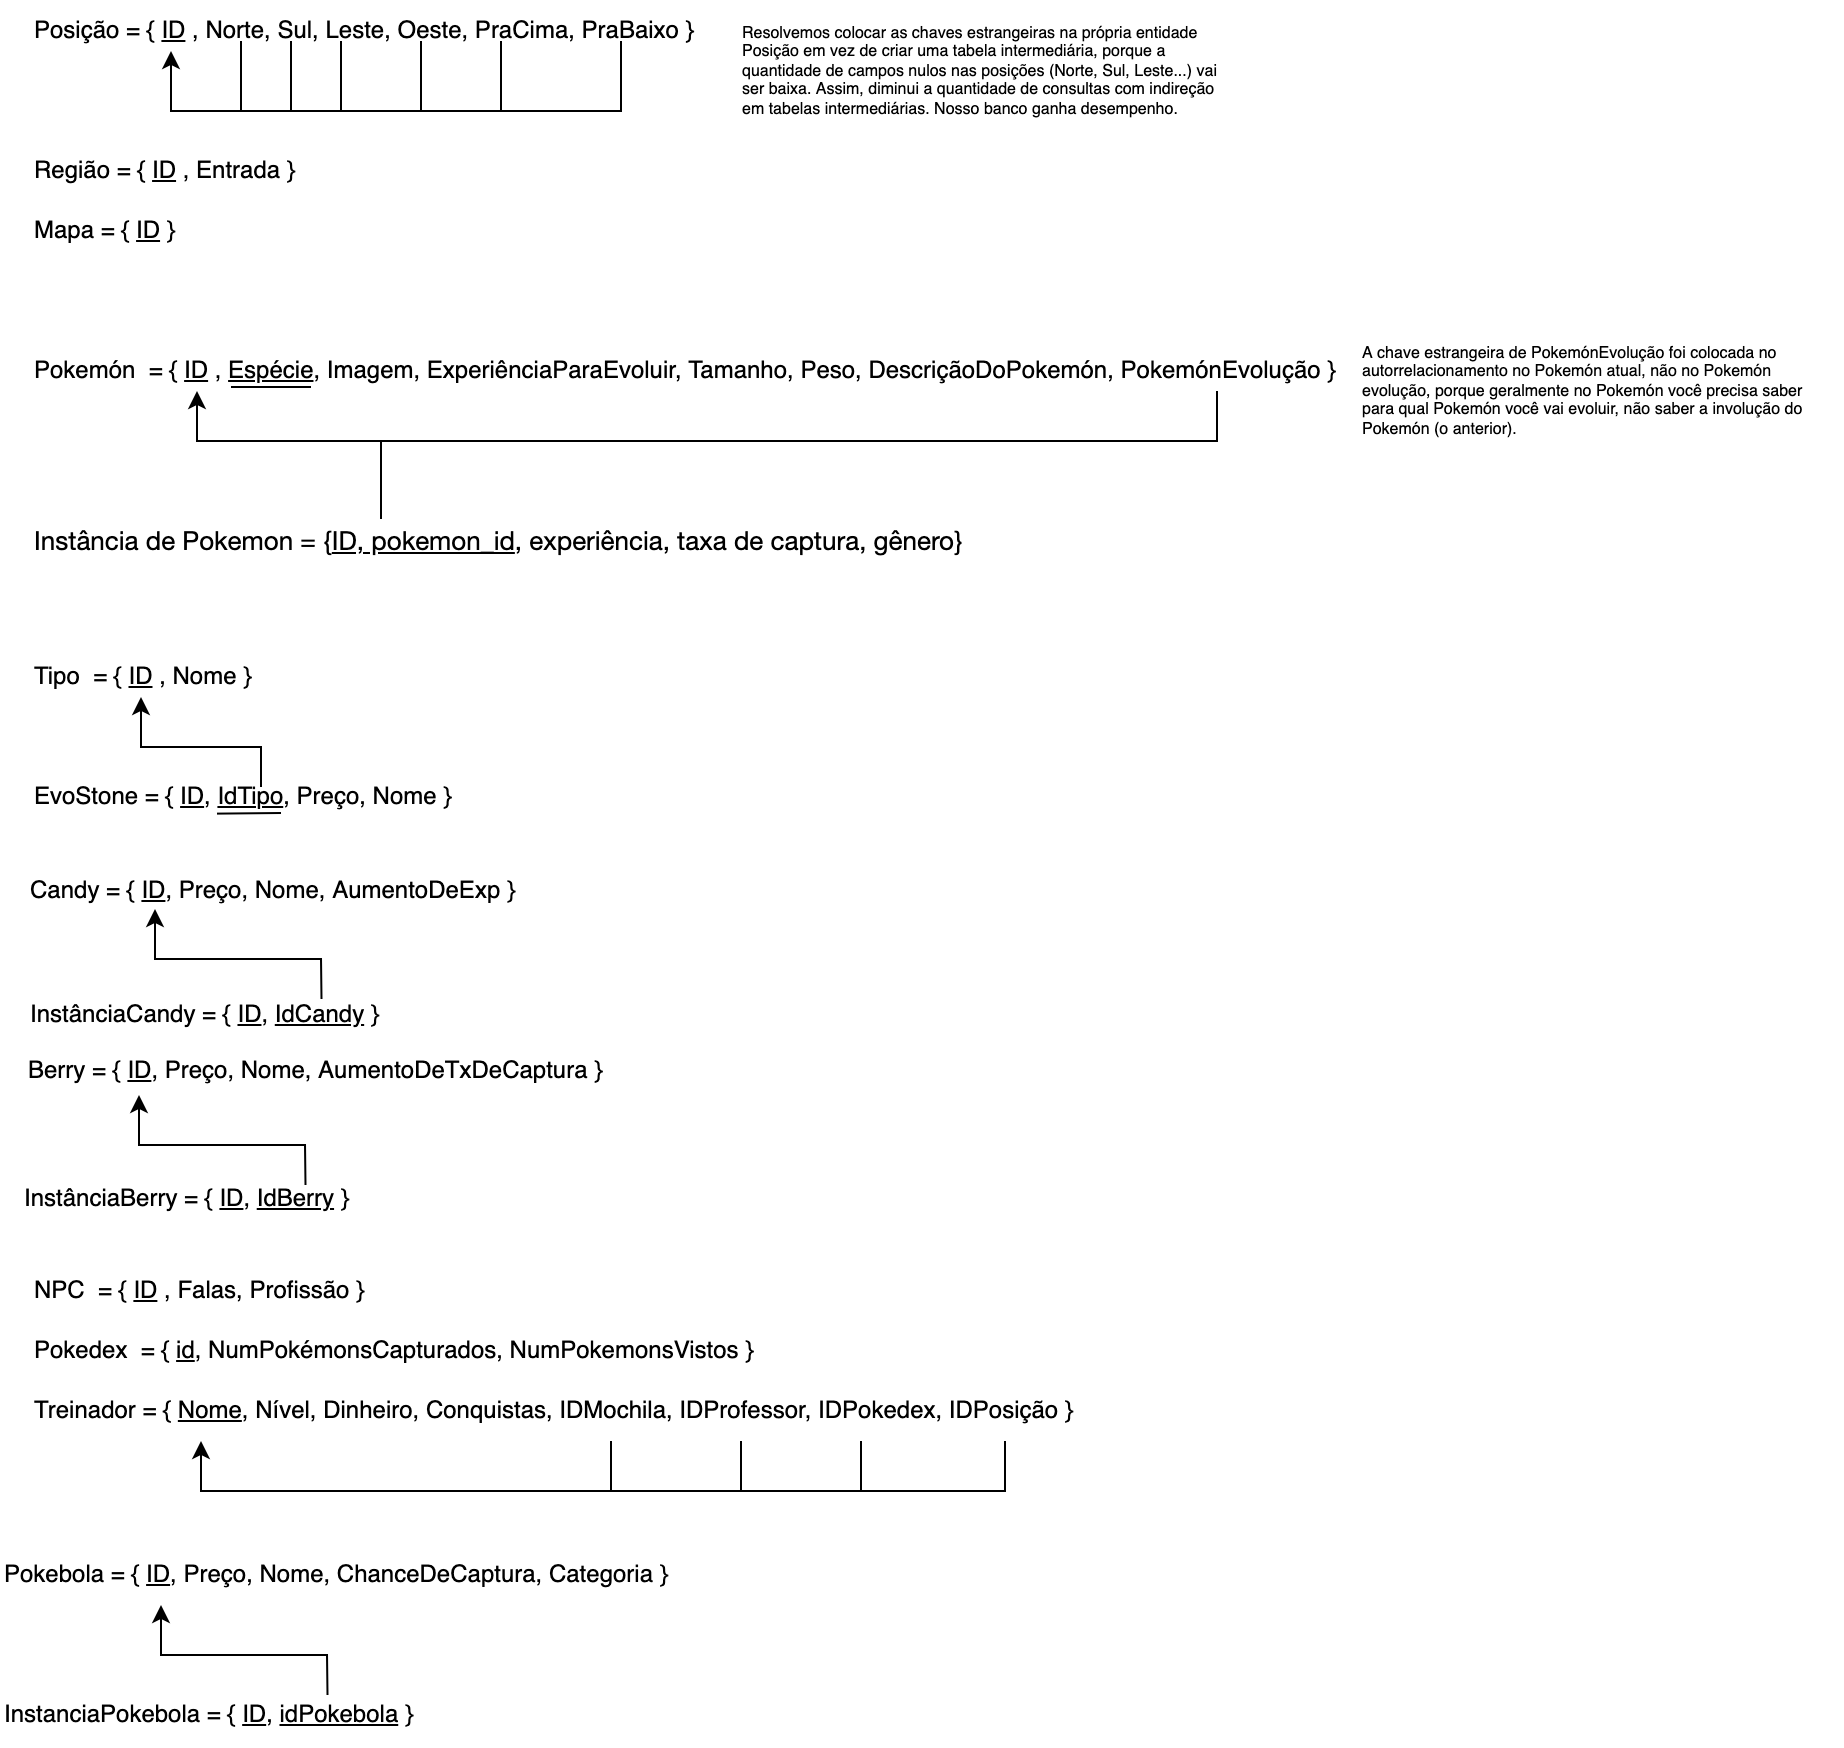 Posição = { ID , Norte, Sul, Leste, Oeste, PraCima, PraBaixo }
Resolvemos colocar as chaves estrangeiras na própria entidade
Posição em vez de criar uma tabela intermediária, porque a
quantidade de campos nulos nas posições (Norte, Sul, Leste...) vai
ser baixa. Assim, diminui a quantidade de consultas com indireção
em tabelas intermediárias. Nosso banco ganha desempenho.
Região = { ID , Entrada }
Mapa = { ID }
Pokemón = { ID , Espécie, Imagem, ExperiênciaParaEvoluir, Tamanho, Peso, DescriçãoDoPokemón, PokemónEvolução }
A chave estrangeira de PokemónEvolução foi colocada no
autorrelacionamento no Pokemón atual, não no Pokemón
evolução, porque geralmente no Pokemón você precisa saber
para qual Pokemón você vai evoluir, não saber a involução do
Pokemón (o anterior).
Instância de Pokemon = {ID, pokemon_id, experiência, taxa de captura, gênero}
Tipo = { ID , Nome }
EvoStone = { ID, IdTipo, Preço, Nome }
Candy = { ID, Preço, Nome, AumentoDeExp }
InstânciaCandy = { ID, IdCandy }
Berry = { ID, Preço, Nome, AumentoDeTxDeCaptura }
InstânciaBerry = { ID, IdBerry }
NPC = { ID , Falas, Profissão }
Pokedex = { id, NumPokémonsCapturados, NumPokemonsVistos }
Treinador = { Nome, Nível, Dinheiro, Conquistas, IDMochila, IDProfessor, IDPokedex, IDPosição }
Pokebola = { ID, Preço, Nome, ChanceDeCaptura, Categoria }
InstanciaPokebola = { ID, idPokebola }